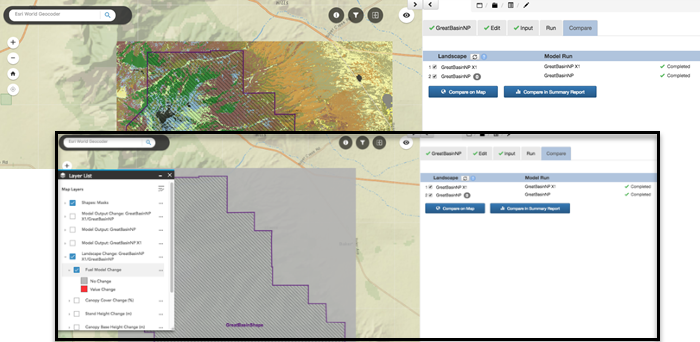 Esri World Geocoder
GreatBasinNP
Edit
Input
Run
Compare
Landscape
Model Run
1 GreatBasinNP X1
GreatBasinNP X1
Completed
2 GreatBasinNP
GreatBasinNP
Completed
Compare on Map
Compare in Summary Report
Esri World Geocoder
GreatBasinNP
Edit
Input
Run
Compare
Layer List
Landscape
Model Run
Map Layers
1 GreatBasinNP X1
GreatBasinNP X1
Completed
2 GreatBasinNP
GreatBasinNP
Completed
Shapes: Masks
Compare on Map
Compare in Summary Report
Model Output Change: GreatBasinNP
X1/GreatBasinNP
Model Output: GreatBasinNP
Model Output: GreatBasinNP X1
Landscape Change: GreatBasinNP
X1/GreatBasinNP
Fuel Model Change
No Change
Value Change
Canopy Cover Change (%)
Stand Height Change (m)
Canopy Base Height Change (m)
GreatBasinShape